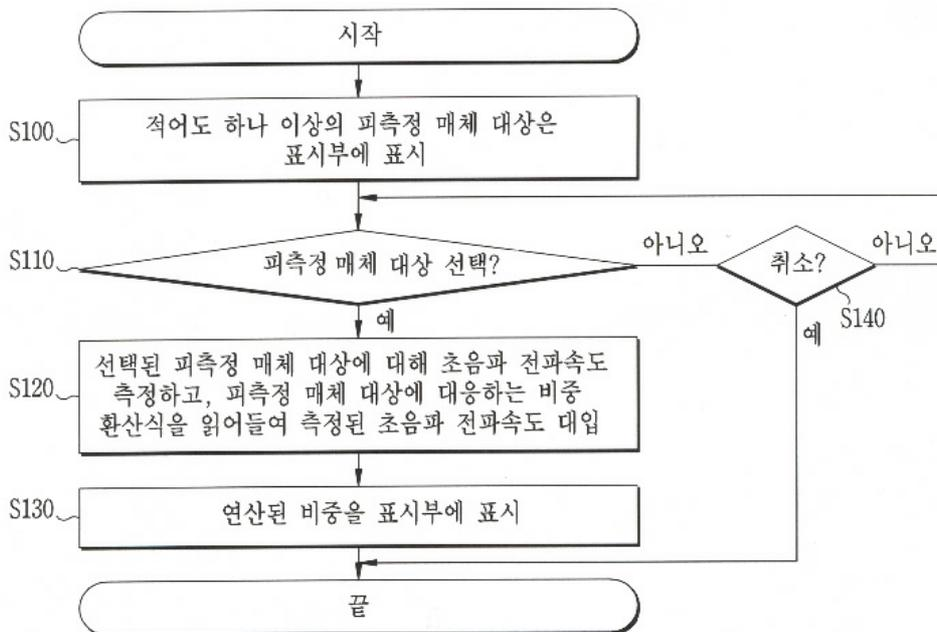 시작
S100
적어도 하나 이상의 피측정 매체 대상은
표시부에 표시
S110
피측정 매체 대상 선택?
아니오
취소?
아니오
S140
예
예
S120
선택된 피측정 매체 대상에 대해 초음파 전파속도
측정하고, 피측정 매체 대상에 대응하는 비중
환산식을 읽어들여 측정된 초음파 전파속도 대입
S130
연산된 비중을 표시부에 표시
끝